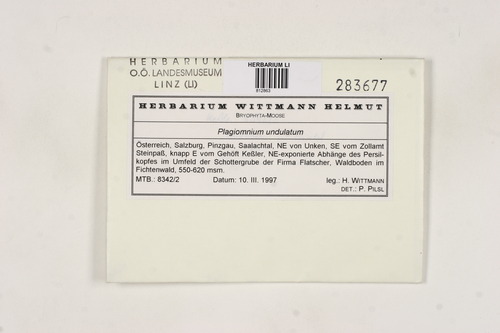 HERBARIUM
O.Ö. LANDESMUSEUM
LINZ (LI)
HERBARIUM LI
812863
283677
HERBARIUM WITTMANN HELMUT
BRYOPHYTA-MOOSE
Plagiomnium undulatum
Österreich, Salzburg, Pinzgau, Saalachtal, NE von Unken, SE vom Zollamt
Steinpaß, knapp E vom Gehöft Keßler, NE-exponierte Abhänge des Persil-
kopfes im Umfeld der Schottergrube der Firma Flatscher, Waldboden im
Fichtenwald, 550-620 msm.
MTB.: 8342/2 Datum: 10. III. 1997 leg.: H. WITTMANN
DET.: P. PILSL